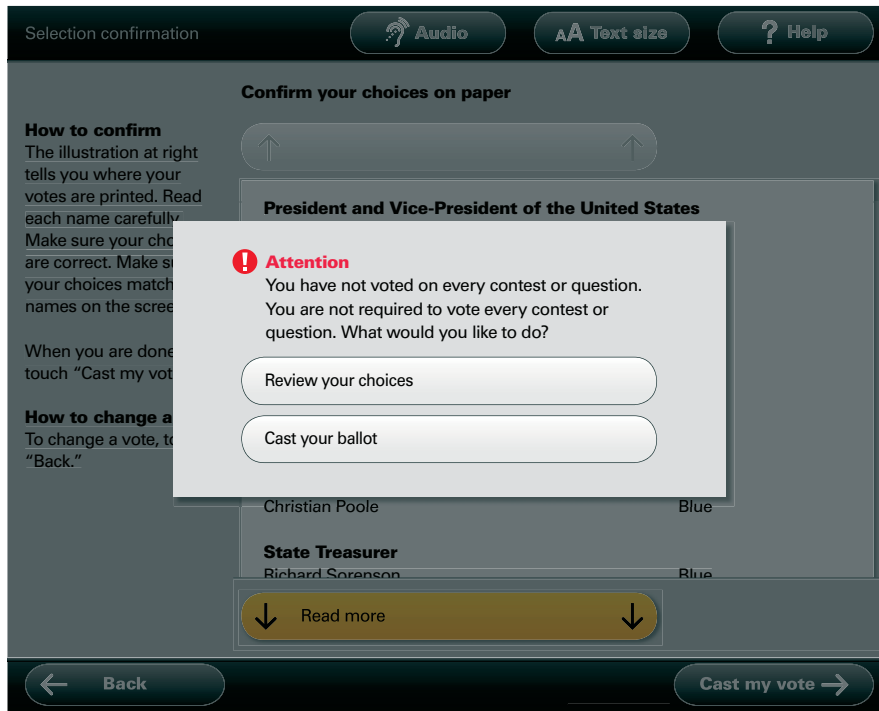 Selection confirmation
Audio
AA Text size
? Help
Confirm your choices on paper
How to confirm
The illustration at right
tells you where your
votes are printed. Read
each name carefully
Make sure your
are correct. Make
your choices match
names on the
When you are done
touch “Cast my
How to change a
To change a vote,
“Back.”
President and Vice-President of the United States
! Attention
You have not voted on every contest or question.
You are not required to vote every contest or
question. What would you like to do?
Review your choices
Cast your ballot
Christian Poole Blue
State Treasurer
Richard Sorenson Blue
Read more
Back
Cast my vote